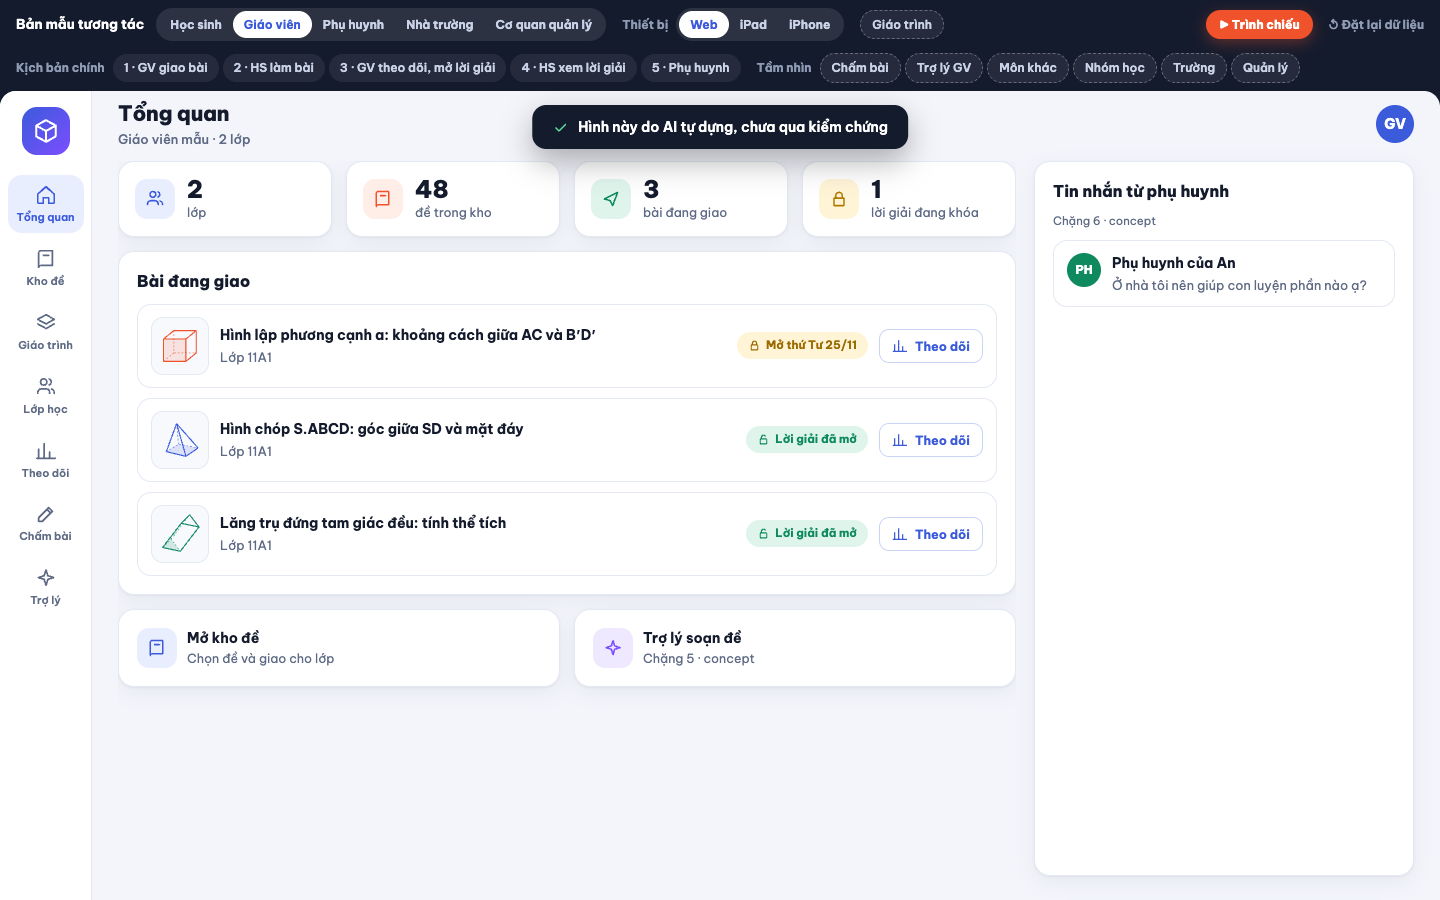 Bản mẫu tương tác
Học sinh
Giáo viên
Phụ huynh
Nhà trường
Cơ quan quản lý
Thiết bị
Web
iPad
iPhone
Giáo trình
Trình chiếu
Đặt lại dữ liệu
Kịch bản chính
1 · GV giao bài
2 · HS làm bài
3 · GV theo dõi, mở lời giải
4 · HS xem lời giải
5 · Phụ huynh
Tầm nhìn
Chấm bài
Trợ lý GV
Môn khác
Nhóm học
Trường
Quản lý
Tổng quan
Giáo viên mẫu · 2 lớp
Hình này do AI tự dựng, chưa qua kiểm chứng
GV
Tổng quan
Kho đề
Giáo trình
Lớp học
Theo dõi
Chấm bài
Trợ lý
2
lớp
48
đề trong kho
3
bài đang giao
1
lời giải đang khóa
Bài đang giao
Hình lập phương cạnh a: khoảng cách giữa AC và B′D′
Lớp 11A1
Mở thứ Tư 25/11
Theo dõi
Hình chóp S.ABCD: góc giữa SD và mặt đáy
Lớp 11A1
Lời giải đã mở
Theo dõi
Lăng trụ đứng tam giác đều: tính thể tích
Lớp 11A1
Lời giải đã mở
Theo dõi
Mở kho đề
Chọn đề và giao cho lớp
Trợ lý soạn đề
Chặng 5 · concept
Tin nhắn từ phụ huynh
Chặng 6 · concept
PH
Phụ huynh của An
Ở nhà tôi nên giúp con luyện phần nào ạ?